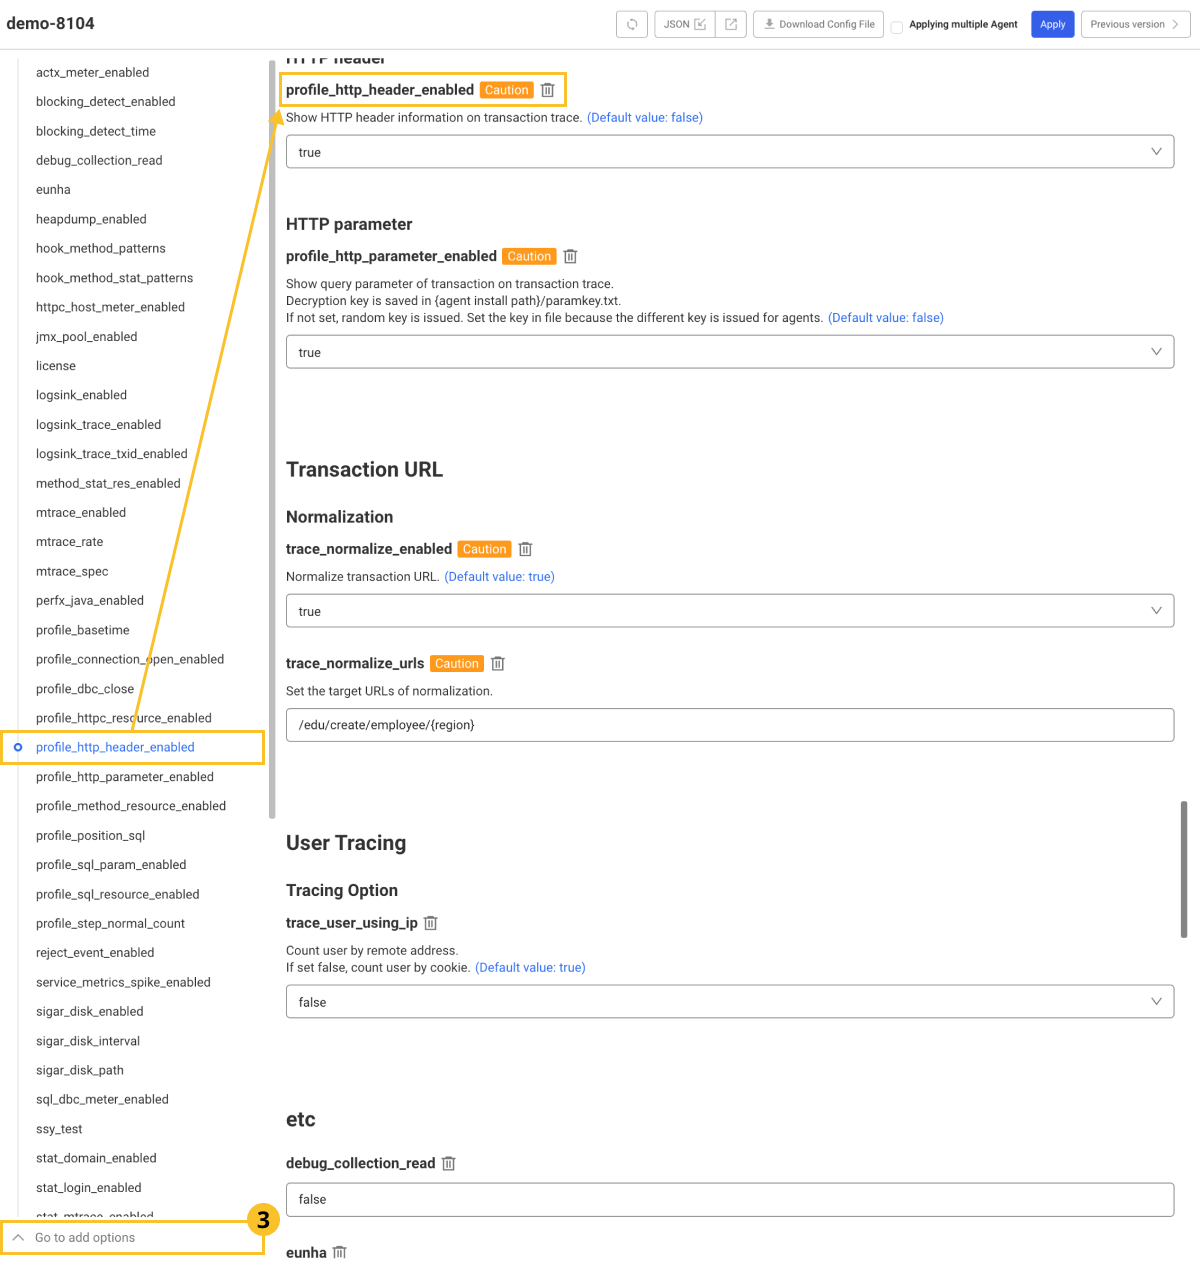 demo-8104
JSON
Download Config File
Applying multiple Agent
Apply
Previous version
actx_meter_enabled
blocking_detect_enabled
blocking_detect_time
debug_collection_read
eunha
heapdump_enabled
hook_method_patterns
hook_method_stat_patterns
httpc_host_meter_enabled
jmx_pool_enabled
license
logsink_enabled
logsink_trace_enabled
logsink_trace_txid_enabled
method_stat_res_enabled
mtrace_enabled
mtrace_rate
mtrace_spec
perfx_java_enabled
profile_basetime
profile_connection_open_enabled
profile_dbc_close
profile_httpc_resource_enabled
profile_http_header_enabled
profile_http_parameter_enabled
profile_method_resource_enabled
profile_position_sql
profile_sql_param_enabled
profile_sql_resource_enabled
profile_step_normal_count
reject_event_enabled
service_metrics_spike_enabled
sigar_disk_enabled
sigar_disk_interval
sigar_disk_path
sql_dbc_meter_enabled
ssy_test
stat_domain_enabled
stat_login_enabled
stat_mtrace_enabled
Go to add options
3
HTTP header
profile_http_header_enabled Caution
Show HTTP header information on transaction trace. (Default value: false)
true
HTTP parameter
profile_http_parameter_enabled Caution
Show query parameter of transaction on transaction trace.
Decryption key is saved in {agent install path}/paramkey.txt.
If not set, random key is issued. Set the key in file because the different key is issued for agents. (Default value: false)
true
Transaction URL
Normalization
trace_normalize_enabled Caution
Normalize transaction URL. (Default value: true)
true
trace_normalize_urls Caution
Set the target URLs of normalization.
/edu/create/employee/{region}
User Tracing
Tracing Option
trace_user_using_ip
Count user by remote address.
If set false, count user by cookie. (Default value: true)
false
etc
debug_collection_read
false
eunha